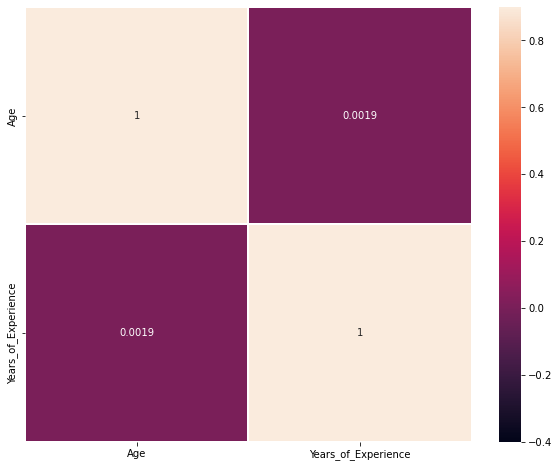 Age
1
0.0019
Years_of_Experience
0.0019
1
Age
Years_of_Experience
0.8
0.6
0.4
0.2
0.0
−0.2
−0.4